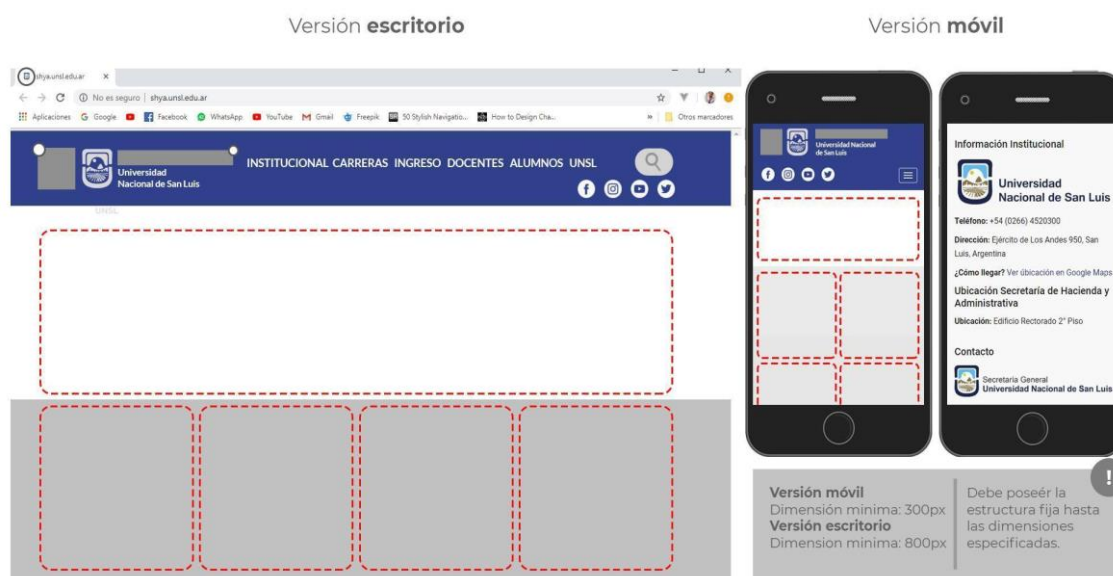 Versión escritorio
Versión móvil
shya.unsl.edu.ar
No es seguro | shya.unsl.edu.ar
Aplicaciones Google Facebook WhatsApp YouTube Gmail Freepik 50 Stylish Navigatio... How to Design Cha... » Otros marcadores
Universidad
Nacional de San Luis
INSTITUCIONAL CARRERAS INGRESO DOCENTES ALUMNOS UNSL
UNSL
Universidad Nacional
de San Luis
Información Institucional
Universidad
Nacional de San Luis
Teléfono: +54 (0266) 4520300
Dirección: Ejército de Los Andes 950, San
Luis, Argentina
¿Cómo llegar? Ver úbicación en Google Maps
Ubicación Secretaría de Hacienda y
Administrativa
Ubicación: Edificio Rectorado 2° Piso
Contacto
Secretaría General
Universidad Nacional de San Luis
Versión móvil
Dimensión minima: 300px
Versión escritorio
Dimension minima: 800px
Debe poseér la
estructura fija hasta
las dimensiones
especificadas.
!